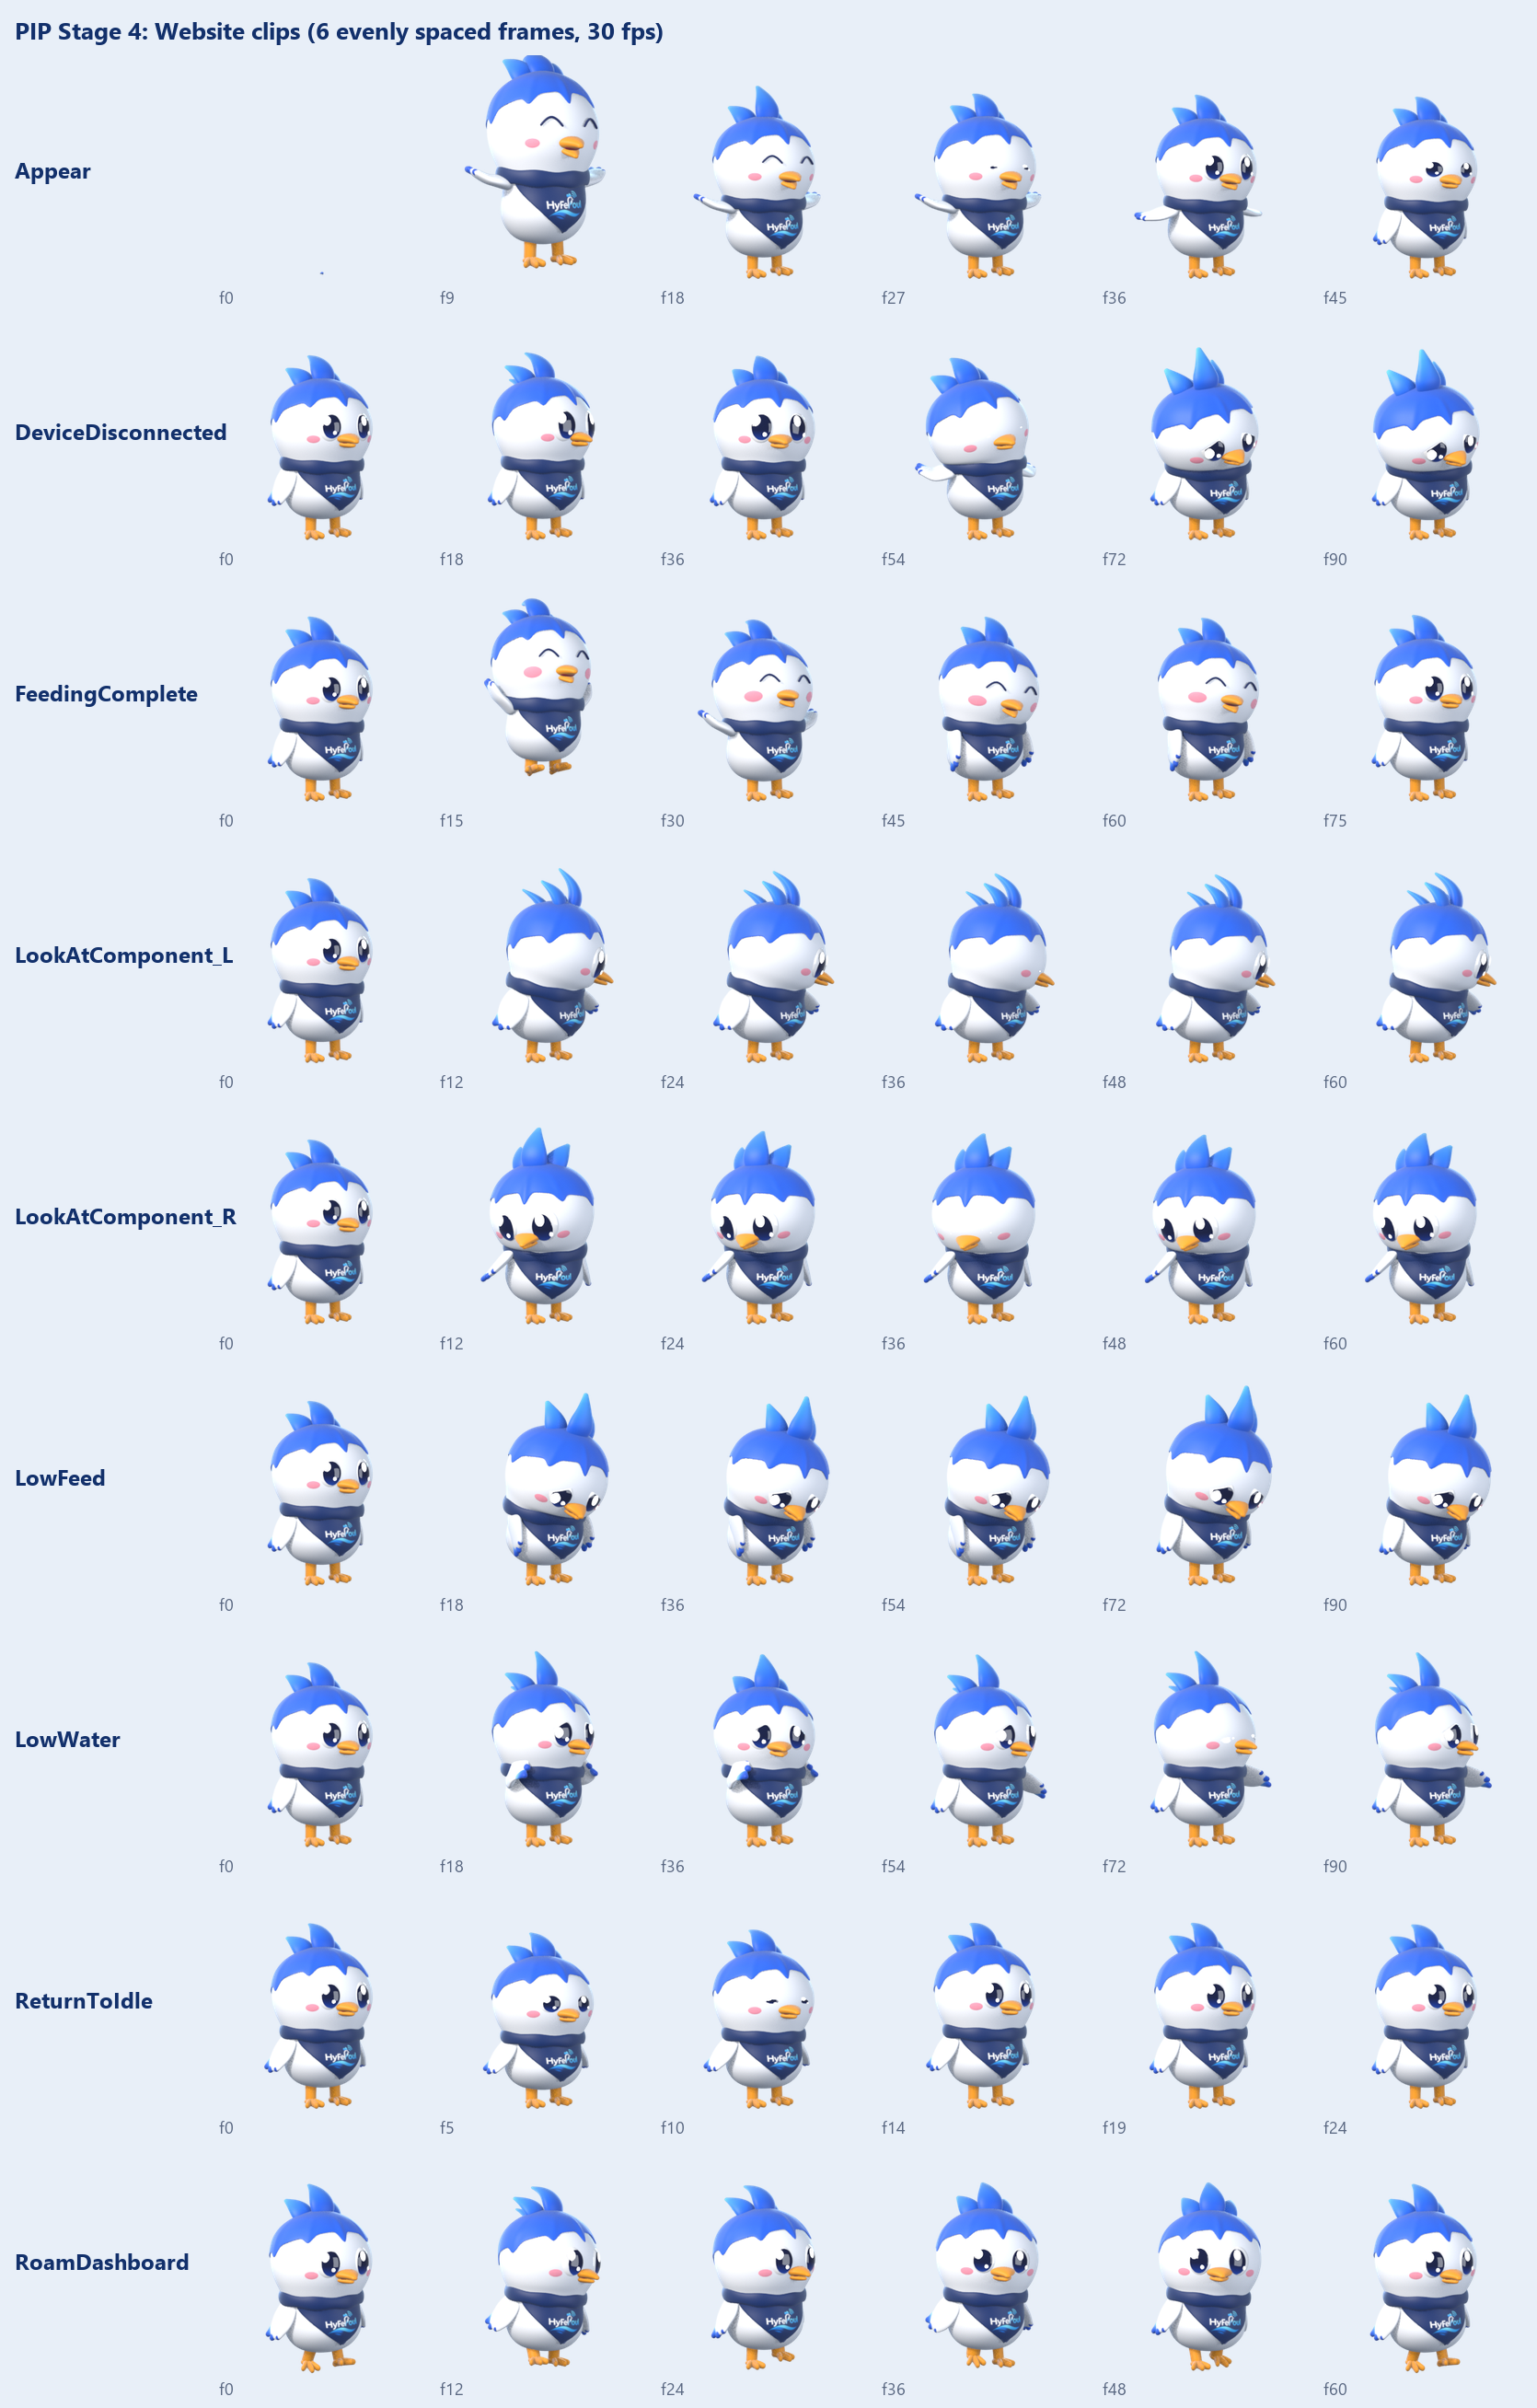 PIP Stage 4: Website clips (6 evenly spaced frames, 30 fps)
Appear
f0 f9 f18 f27 f36 f45
DeviceDisconnected
f0 f18 f36 f54 f72 f90
FeedingComplete
f0 f15 f30 f45 f60 f75
LookAtComponent_L
f0 f12 f24 f36 f48 f60
LookAtComponent_R
f0 f12 f24 f36 f48 f60
LowFeed
f0 f18 f36 f54 f72 f90
LowWater
f0 f18 f36 f54 f72 f90
ReturnToIdle
f0 f5 f10 f14 f19 f24
RoamDashboard
f0 f12 f24 f36 f48 f60